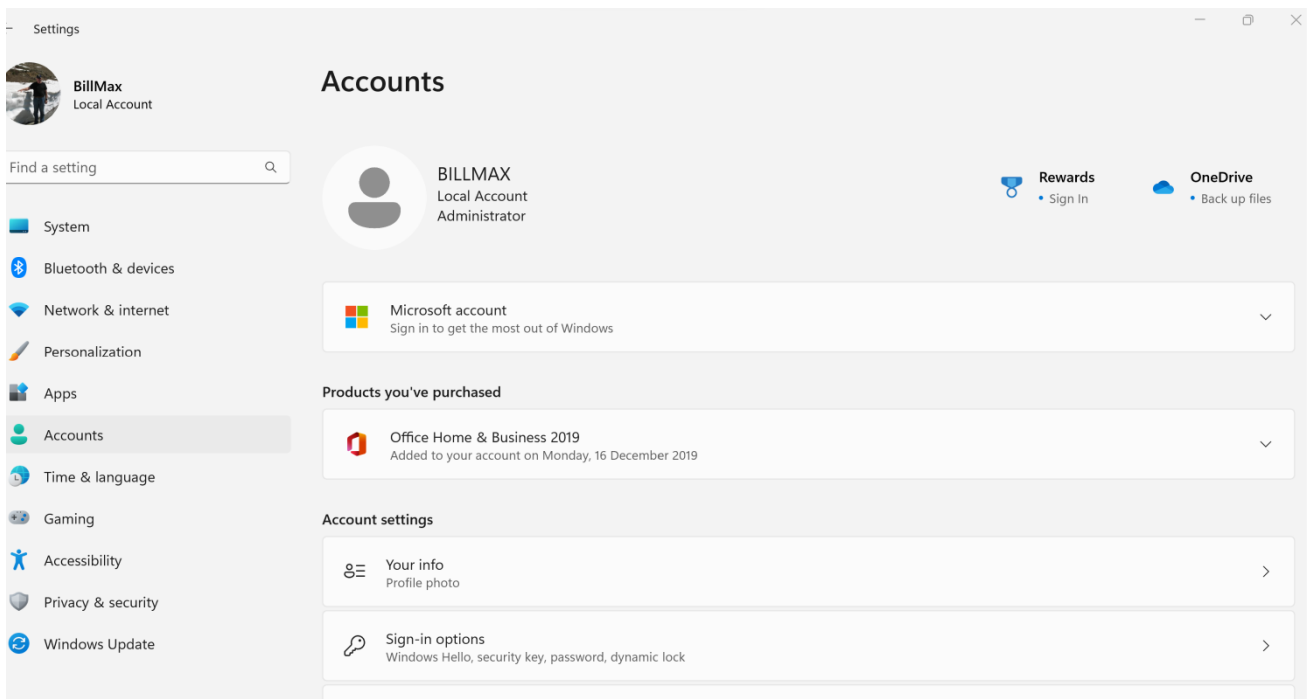 Settings
BillMax
Local Account
Find a setting
System
Bluetooth & devices
Network & internet
Personalization
Apps
Accounts
Time & language
Gaming
Accessibility
Privacy & security
Windows Update
Accounts
BILLMAX
Local Account
Administrator
Rewards
• Sign In
OneDrive
• Back up files
Microsoft account
Sign in to get the most out of Windows
Products you've purchased
Office Home & Business 2019
Added to your account on Monday, 16 December 2019
Account settings
Your info
Profile photo
Sign-in options
Windows Hello, security key, password, dynamic lock